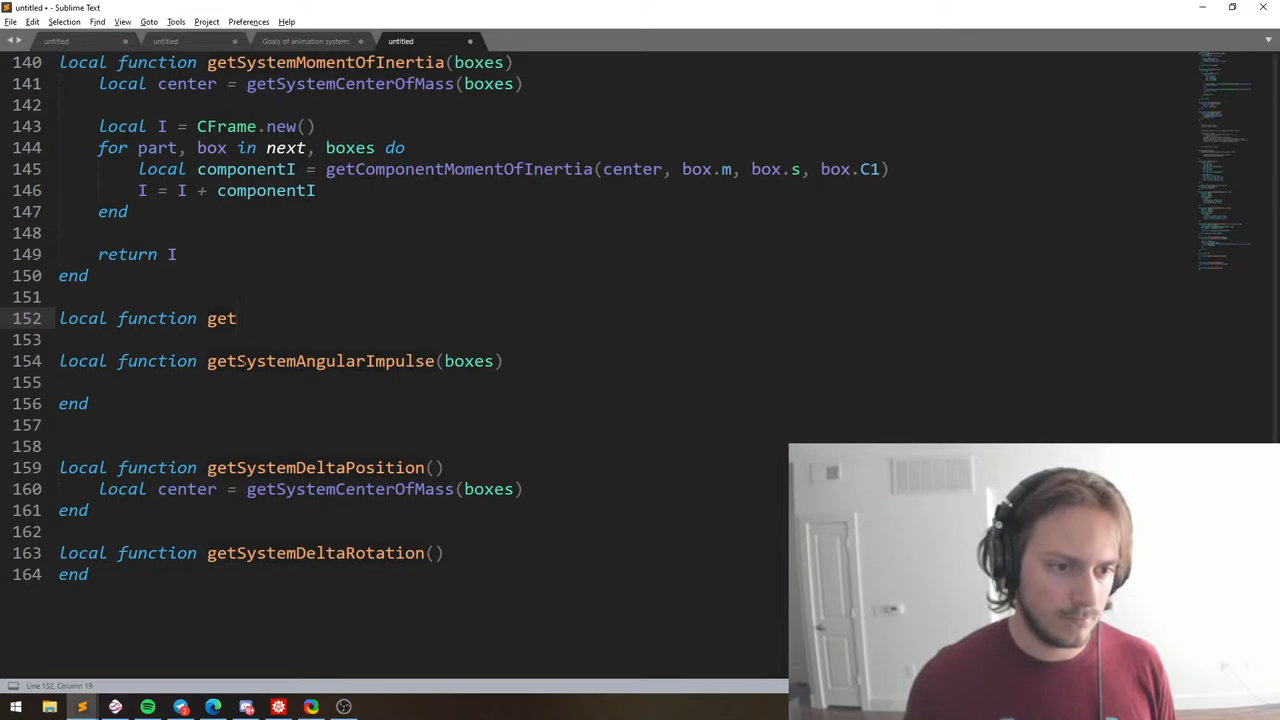 untitled • - Sublime Text
File Edit Selection Find View Goto Tools Project Preferences Help
untitled untitled Goals of animation system: untitled
140 local function getSystemMomentOfInertia(boxes)
141 local center = getSystemCenterOfMass(boxes)
142
143 local I = CFrame.new()
144 for part, box in next, boxes do
145 local componentI = getComponentMomentOfInertia(center, box.m, box.s, box.C1)
146 I = I + componentI
147 end
148
149 return I
150 end
151
152 local function get
153
154 local function getSystemAngularImpulse(boxes)
155
156 end
157
158
159 local function getSystemDeltaPosition()
160 local center = getSystemCenterOfMass(boxes)
161 end
162
163 local function getSystemDeltaRotation()
164 end
Line 152, Column 19